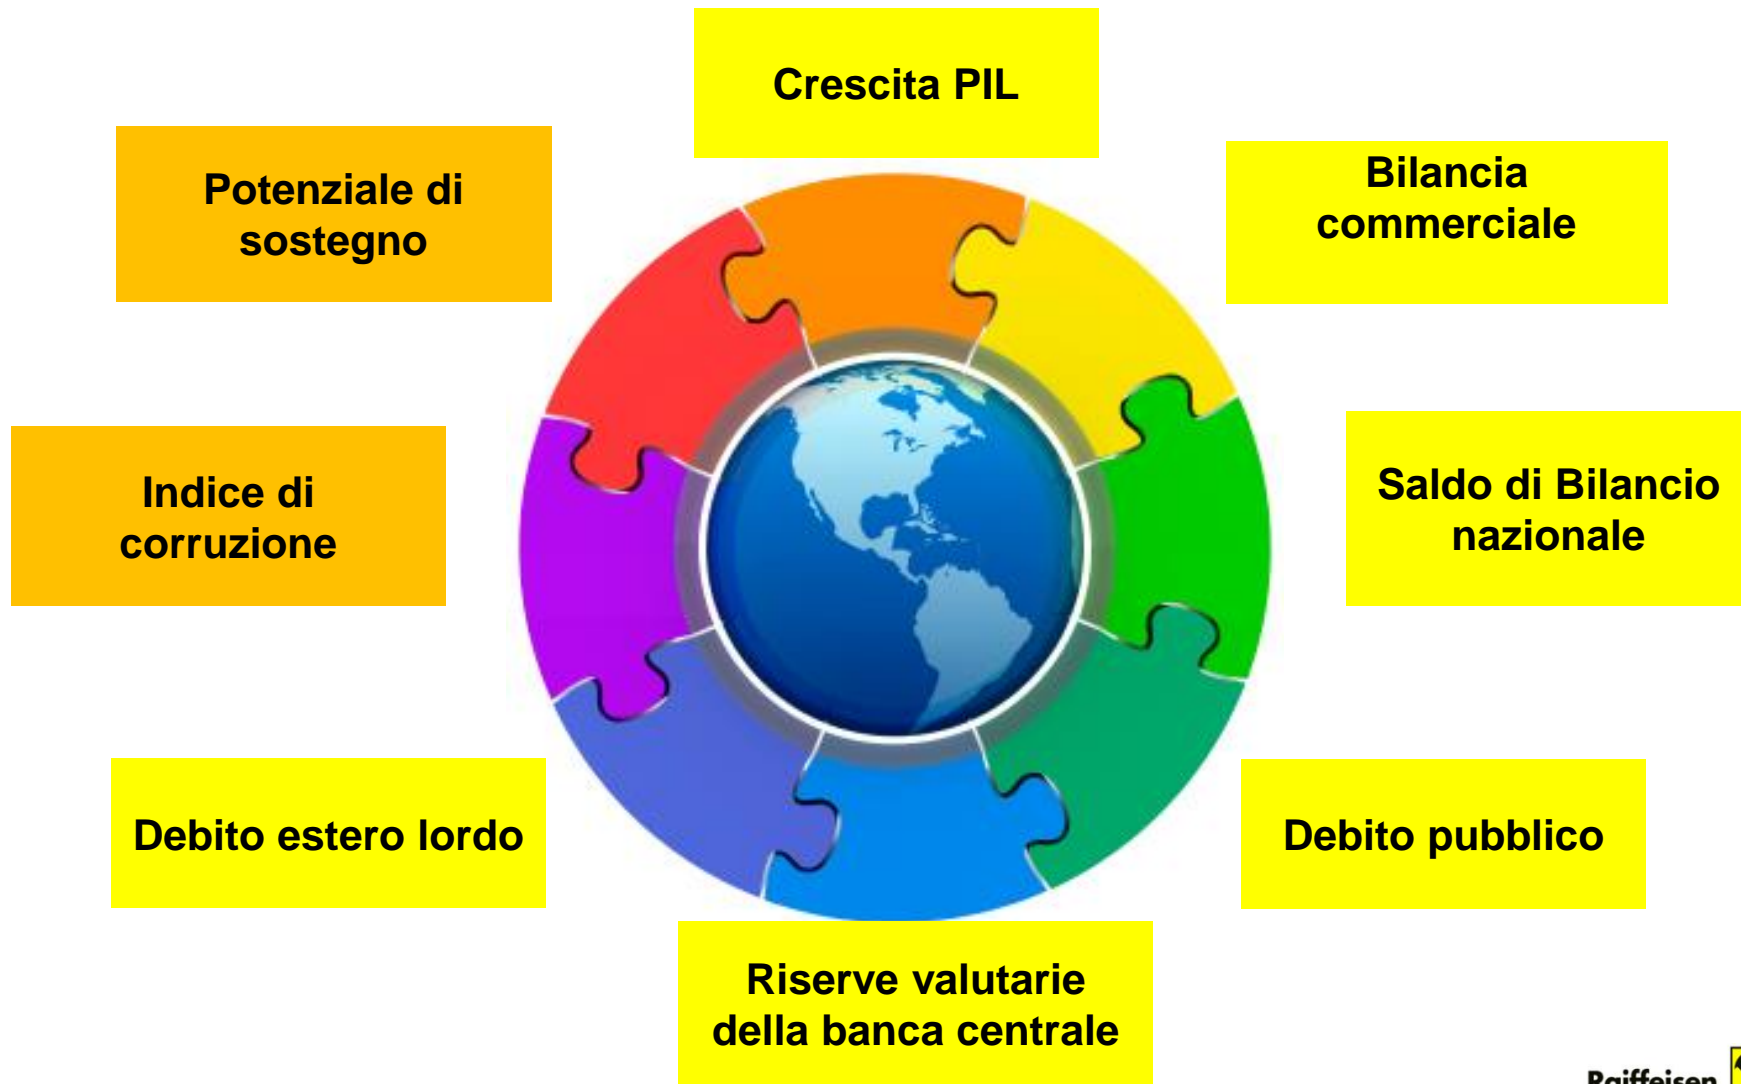 Crescita PIL
Potenziale di
sostegno
Bilancia
commerciale
Indice di
corruzione
Saldo di Bilancio
nazionale
Debito estero lordo
Debito pubblico
Riserve valutarie
della banca centrale
Raiffeisen